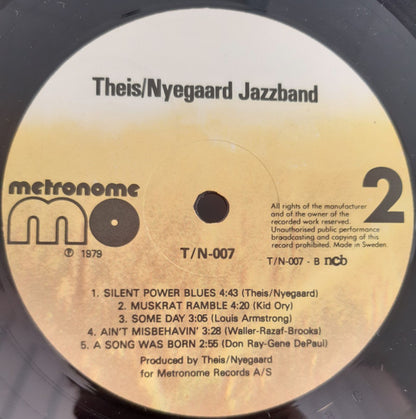 Theis/Nyegaard Jazzband
metronome
mo
℗ 1979
T/N-007
2
All rights of the manufacturer
and of the owner of the
recorded work reserved.
Unauthorised public performance
broadcasting and copying of this
record prohibited. Made in Sweden.
T/N-007 - B ncb
1. SILENT POWER BLUES 4:43 (Theis/Nyegaard)
2. MUSKRAT RAMBLE 4:20 (Kid Ory)
3. SOME DAY 3:05 (Louis Armstrong)
4. AIN'T MISBEHAVIN' 3:28 (Waller-Razaf-Brooks)
5. A SONG WAS BORN 2:55 (Don Ray-Gene DePaul)
Produced by Theis/Nyegaard
for Metronome Records A/S